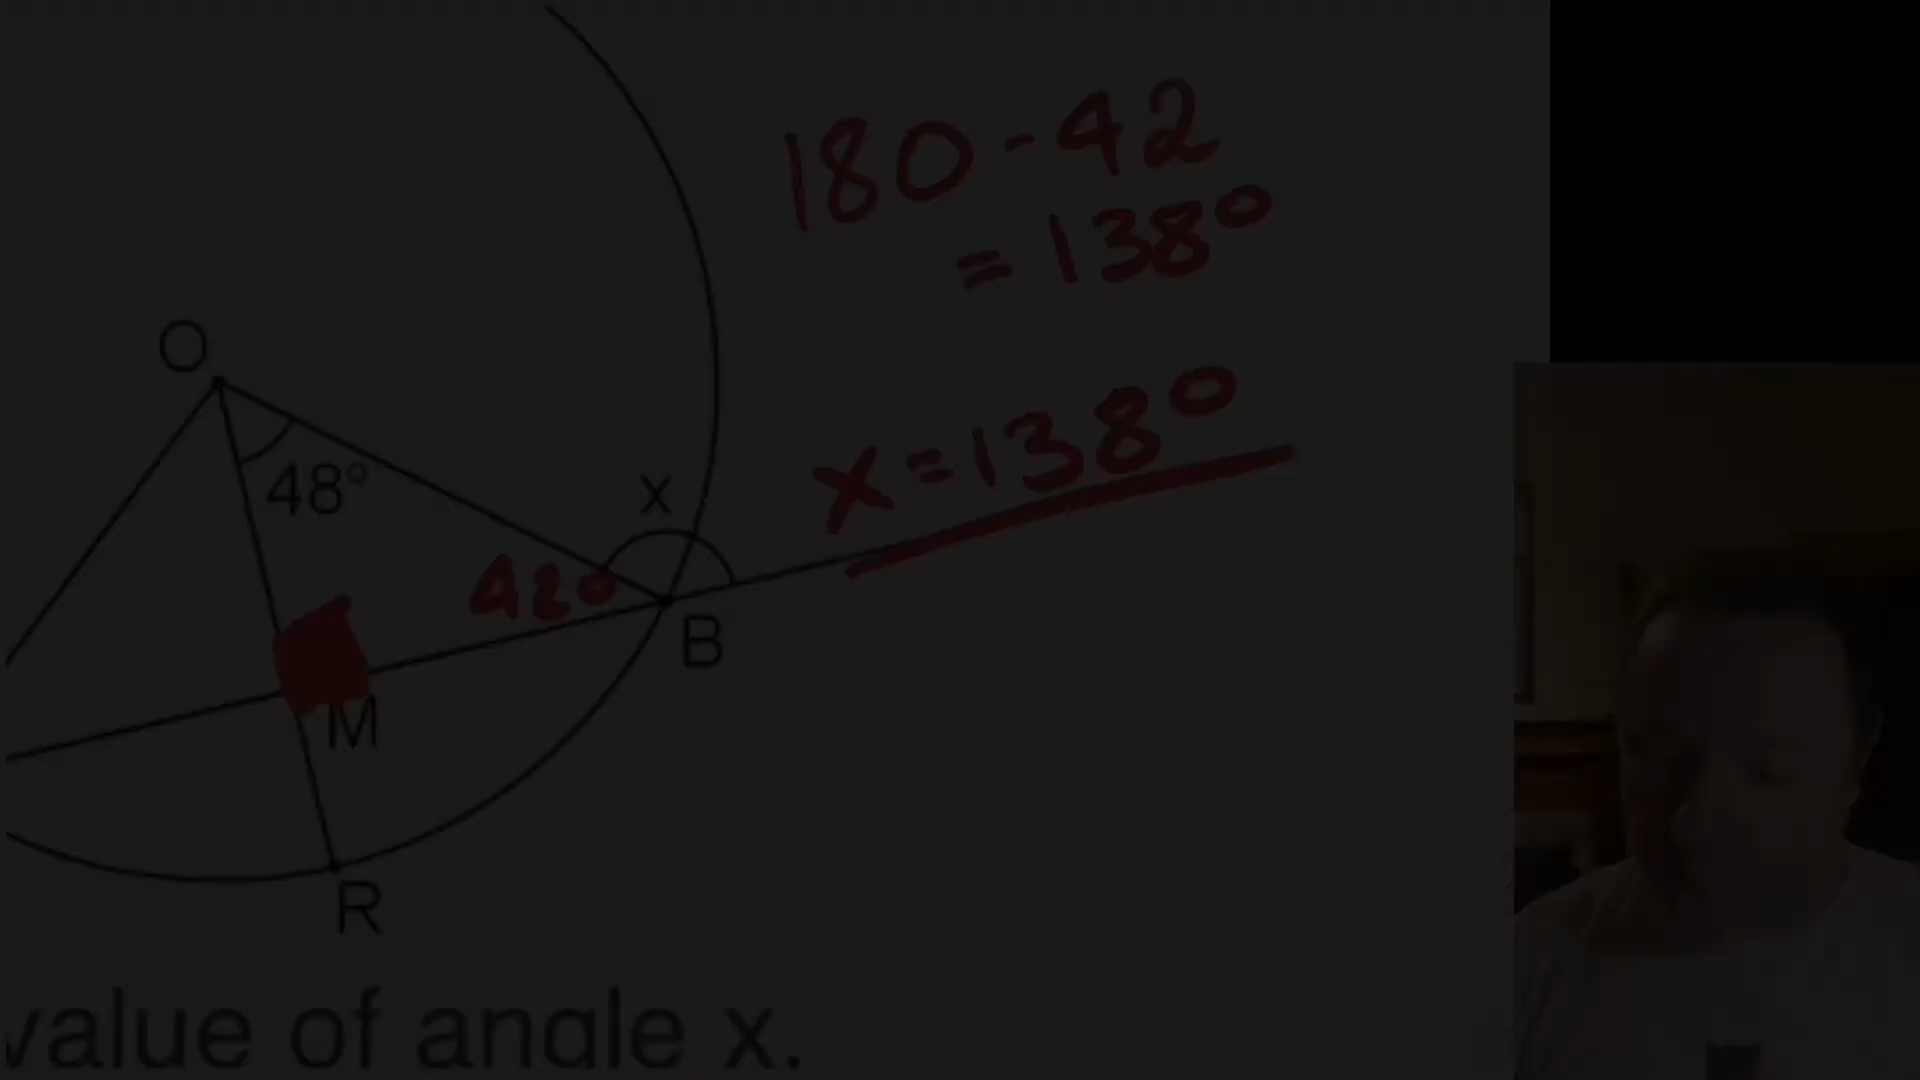 180-42
=138°
O
48°
x
x=138°
42°
B
M
R
value of angle x.